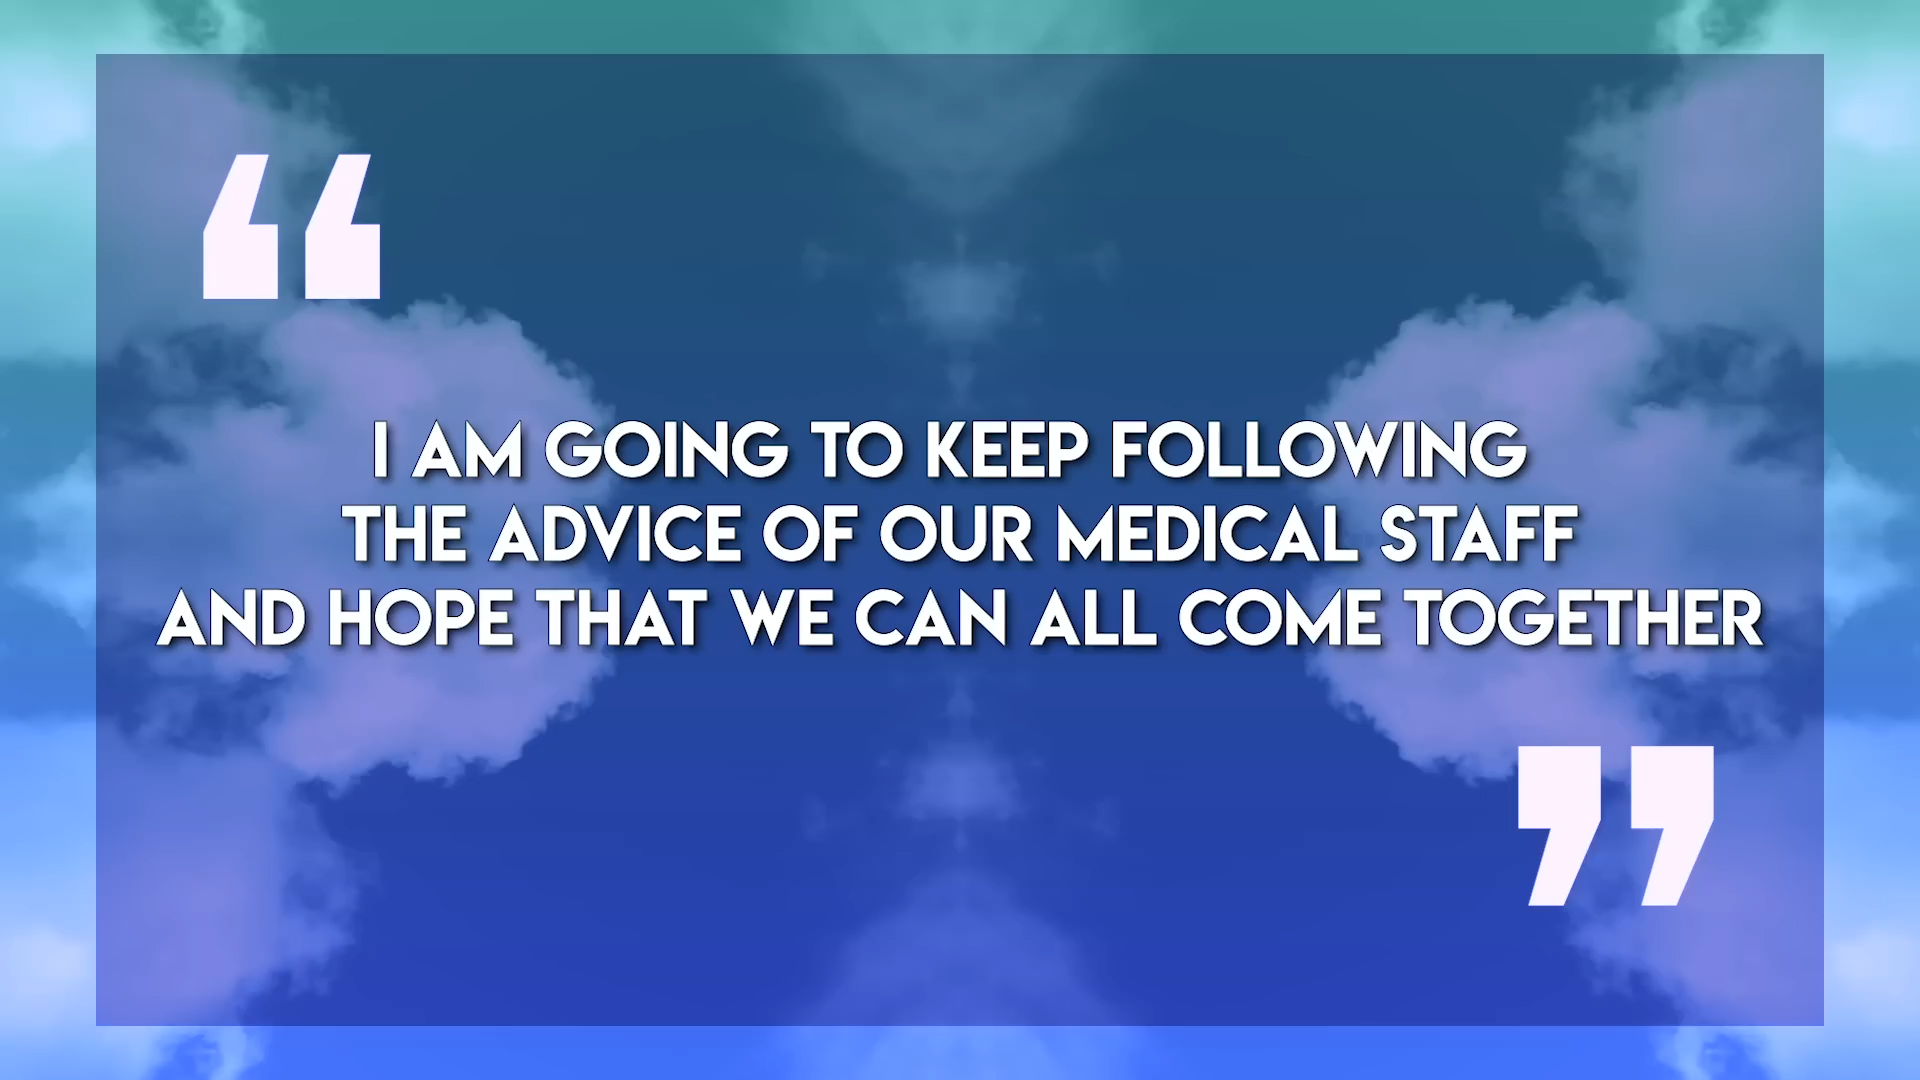 “
I AM GOING TO KEEP FOLLOWING
THE ADVICE OF OUR MEDICAL STAFF
AND HOPE THAT WE CAN ALL COME TOGETHER
”